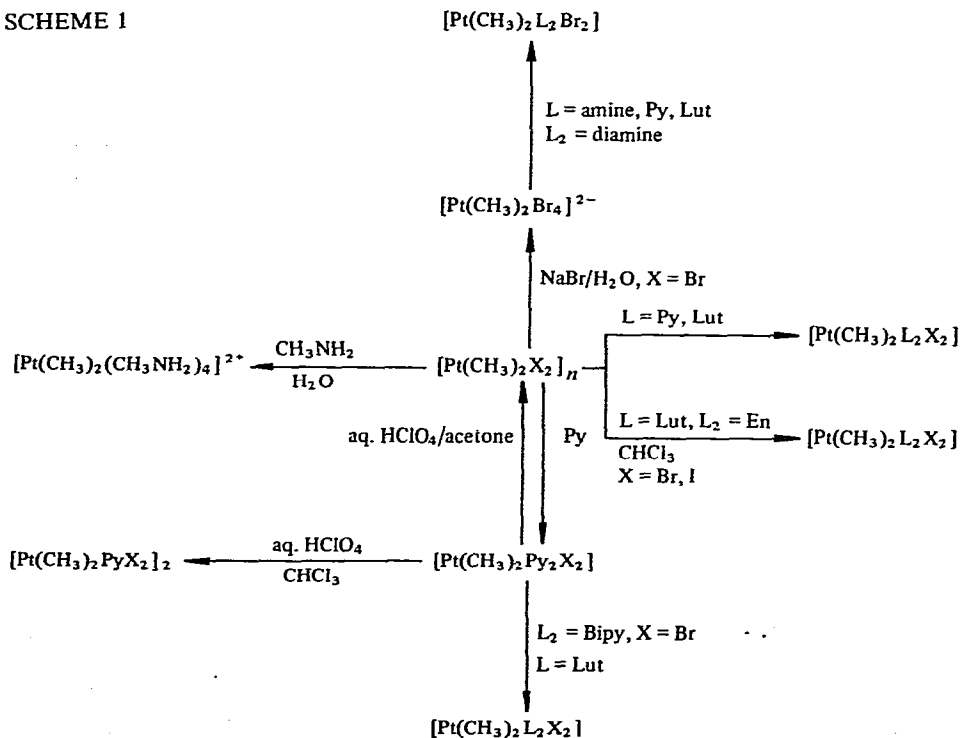 SCHEME 1
[Pt(CH₃)₂L₂Br₂]
L = amine, Py, Lut
L₂ = diamine
[Pt(CH₃)₂Br₄]²⁻
NaBr/H₂O, X = Br
L = Py, Lut
[Pt(CH₃)₂L₂X₂]
[Pt(CH₃)₂(CH₃NH₂)₄]²⁺
CH₃NH₂
H₂O
[Pt(CH₃)₂X₂]ₙ
L = Lut, L₂ = En
CHCl₃
X = Br, I
[Pt(CH₃)₂L₂X₂]
aq. HClO₄/acetone
Py
[Pt(CH₃)₂PyX₂]₂
aq. HClO₄
CHCl₃
[Pt(CH₃)₂Py₂X₂]
L₂ = Bipy, X = Br
L = Lut
[Pt(CH₃)₂L₂X₂]